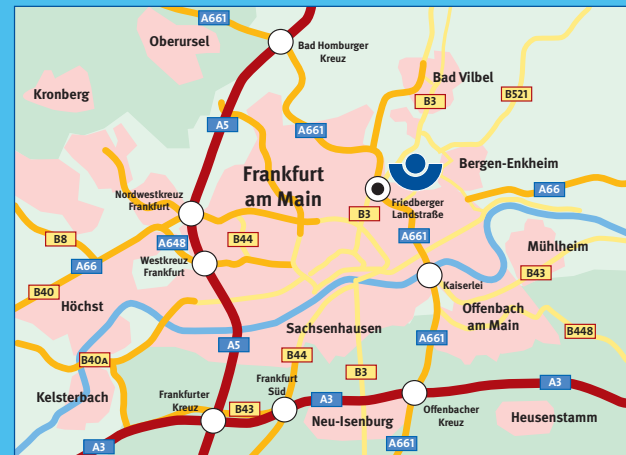 A661
Oberursel
Bad Homburger
Kreuz
Kronberg
Bad Vilbel
B3
B521
A5
A661
Frankfurt
am Main
Bergen-Enkheim
A66
Nordwestkreuz
Frankfurt
Friedberger
Landstraße
B3
A661
B8
A648
B44
Mühlheim
A66
Westkreuz
Frankfurt
B43
B40
Kaiserlei
Höchst
Offenbach
am Main
Sachsenhausen
B448
A5
A661
B40A
B44
B3
Kelsterbach
Frankfurt
Süd
A3
Frankfurter
Kreuz
B43
A3
Offenbacher
Kreuz
Neu-Isenburg
Heusenstamm
A3
A661